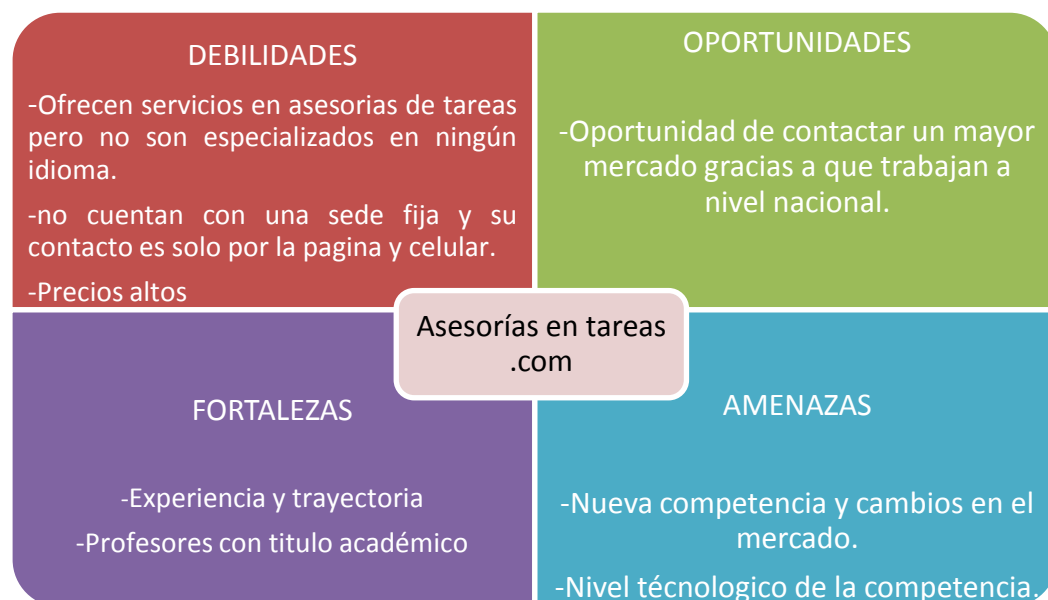 DEBILIDADES
-Ofrecen servicios en asesorias de tareas
pero no son especializados en ningún
idioma.
-no cuentan con una sede fija y su
contacto es solo por la pagina y celular.
-Precios altos
OPORTUNIDADES
-Oportunidad de contactar un mayor
mercado gracias a que trabajan a
nivel nacional.
Asesorías en tareas
.com
FORTALEZAS
-Experiencia y trayectoria
-Profesores con titulo académico
AMENAZAS
-Nueva competencia y cambios en el
mercado.
-Nivel técnologico de la competencia.